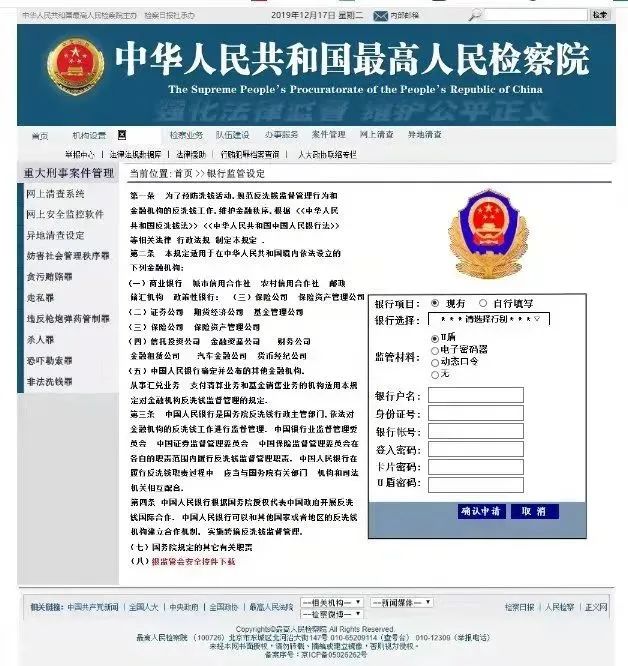 中华人民共和国最高人民检察院主办 检察日报社承办
2019年12月17日 星期二
内部邮箱
检索
中华人民共和国最高人民检察院
The Supreme People's Procuratorate of the People's Republic of China
强化法律监督 维护公平正义
首页 机构设置 检察业务 队伍建设 办事服务 案件管理 网上清查 异地清查
举报中心 | 法律法规数据库 | 法律援助 | 行贿犯罪档案查询 | 人大政协联络专栏
重大刑事案件管理
网上清查系统
网上安全监控软件
异地清查设定
妨害社会管理秩序罪
贪污贿赂罪
走私罪
违反枪炮弹药管制罪
杀人罪
恐吓勒索罪
非法洗钱罪
当前位置: 首页 >> 银行监管设定
第一条 为了预防洗钱活动,规范反洗钱监督管理行为和
金融机构的反洗钱工作,维护金融秩序,根据 <<中华人民
共和国反洗钱法>> <<中华人民共和国中国人民银行法>>
等相关法律 行政法规 制定本规定 .
第二条 本规定适用于在中华人民共和国境内依法设立的
下列金融机构:
(一) 商业银行 城市信用合作社 农村信用合作社 邮政
储汇机构 政策性银行: (三) 保险公司 保险资产管理公司
(二) 证券公司 期货经济公司 基金管理公司
(三) 保险公司 保险资产管理公司
(四) 信托投资公司 金融资产公司 财务公司
金融租赁公司 汽车金融公司 货币经纪公司
(五) 中国人民银行确定并公布的其他金融机构.
从事汇兑业务 支付清算业务和基金销售业务的机构适用本规
定对金融机构反洗钱监督管理的规定.
第三条 中国人民银行是国务院反洗钱行政主管部门,依法对
金融机构的反洗钱工作进行监督管理. 中国银行业监督管理委
员会 中国证券监督管理委员会 中国保险监督管理委员会在
各自的职责范围内履行反洗钱监督管理职责. 中国人民银行在
履行反洗钱职责过程中 应当与国务院有关部门 机构和司法
机关相互配合.
第四条 中国人民银行根据国务院授权代表中国政府开展反洗
钱国际合作. 中国人民银行可以和其他国家或者地区的反洗钱
机构建立合作机制, 实施跨境反洗钱监督管理.
(七) 国务院规定的其它有关职责
(八) 银监会安全控件下载
银行项目: 现有 自行填写
银行选择: ***请选择行别***
监管材料: U盾
电子密码器
动态口令
无
银行户名:
身份证号:
银行帐号:
登入密码:
卡片密码:
U盾密码:
确认申请 取 消
相关链接: 中国共产党新闻 | 全国人大 | 中央政府 | 全国政协 | 最高人民法院
---相关机构---
---新闻媒体---
---检察微博---
检察日报 | 人民检察 | 正义网
Copyrights©最高人民检察院 All Rights Reserved.
最高人民检察院 (100726) 北京市东城区北河沿大街147号 010-65209114 (查号台) 010-12309 (举报电话)
未经本网书面授权, 请勿转载、摘编或建立镜像, 否则视为侵权.
备案序号: 京ICP备05026262号